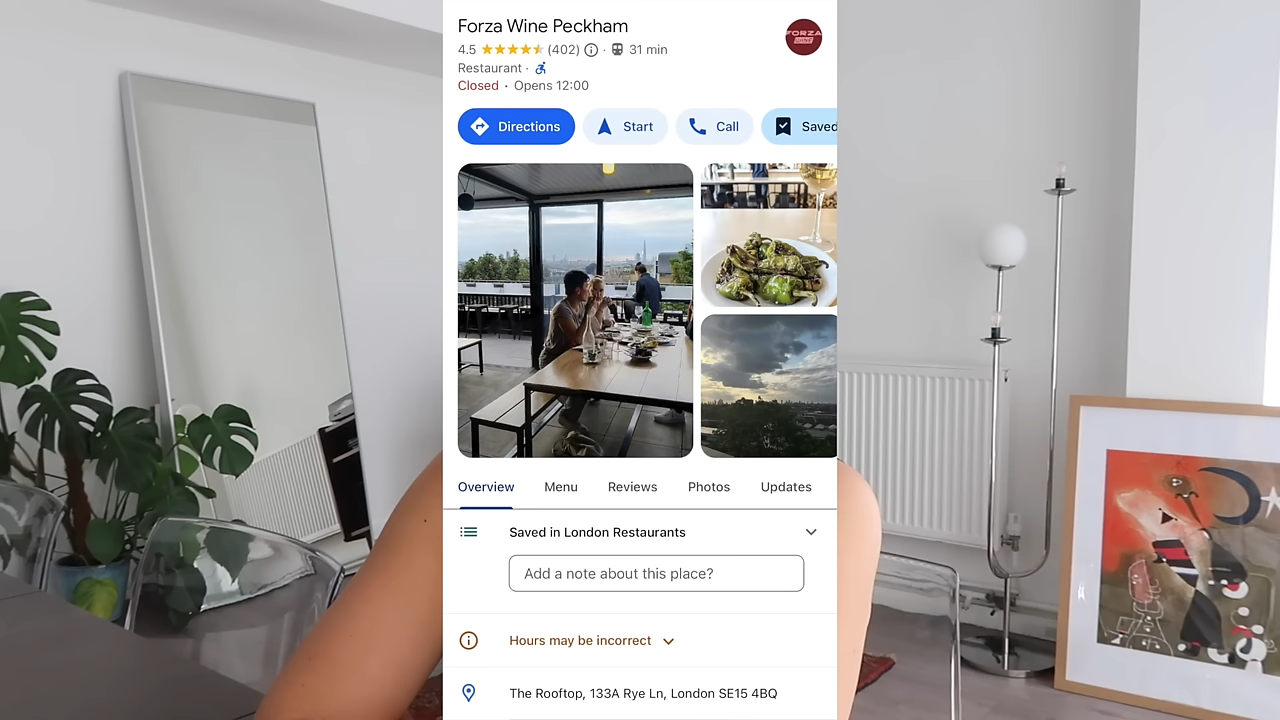 Forza Wine Peckham
4.5 (402) · 31 min
FORZA
WINE
Restaurant ·
Closed · Opens 12:00
Directions
Start
Call
Saved
Overview
Menu
Reviews
Photos
Updates
Saved in London Restaurants
Add a note about this place?
Hours may be incorrect
The Rooftop, 133A Rye Ln, London SE15 4BQ